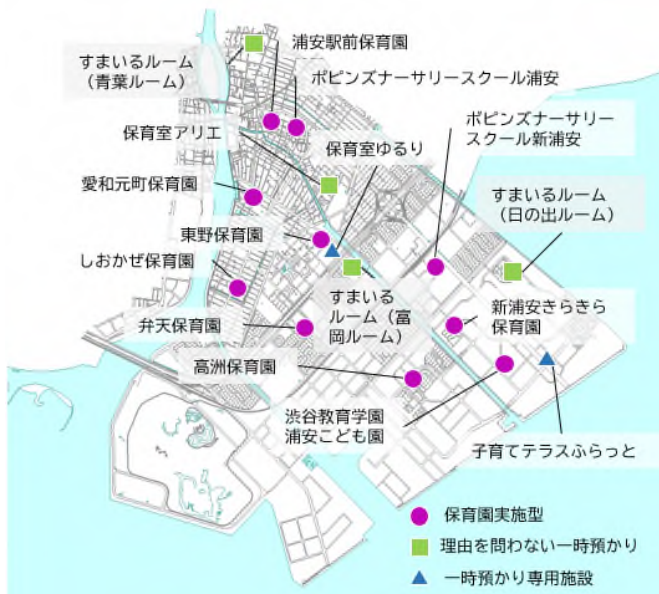 浦安駅前保育園
すまいるルーム
（青葉ルーム）
ポピンズナーサリースクール浦安
保育室アリエ
保育室ゆるり
ポピンズナーサリー
スクール新浦安
愛和元町保育園
すまいるルーム
（日の出ルーム）
東野保育園
しおかぜ保育園
すまいる
ルーム（富
岡ルーム）
新浦安きらきら
保育園
弁天保育園
高洲保育園
渋谷教育学園
浦安こども園
子育てテラスふらっと
保育園実施型
理由を問わない一時預かり
一時預かり専用施設